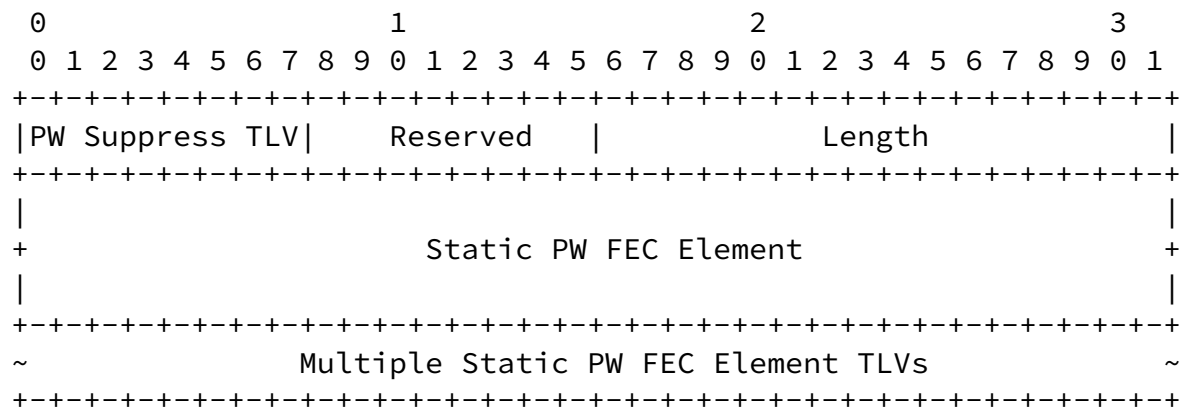 0                   1                   2                   3
 0 1 2 3 4 5 6 7 8 9 0 1 2 3 4 5 6 7 8 9 0 1 2 3 4 5 6 7 8 9 0 1
+-+-+-+-+-+-+-+-+-+-+-+-+-+-+-+-+-+-+-+-+-+-+-+-+-+-+-+-+-+-+-+-+
|PW Suppress TLV|    Reserved   |            Length             |
+-+-+-+-+-+-+-+-+-+-+-+-+-+-+-+-+-+-+-+-+-+-+-+-+-+-+-+-+-+-+-+-+
|                                                               |
+                      Static PW FEC Element                    +
|                                                               |
+-+-+-+-+-+-+-+-+-+-+-+-+-+-+-+-+-+-+-+-+-+-+-+-+-+-+-+-+-+-+-+-+
~               Multiple Static PW FEC Element TLVs             ~
+-+-+-+-+-+-+-+-+-+-+-+-+-+-+-+-+-+-+-+-+-+-+-+-+-+-+-+-+-+-+-+-+